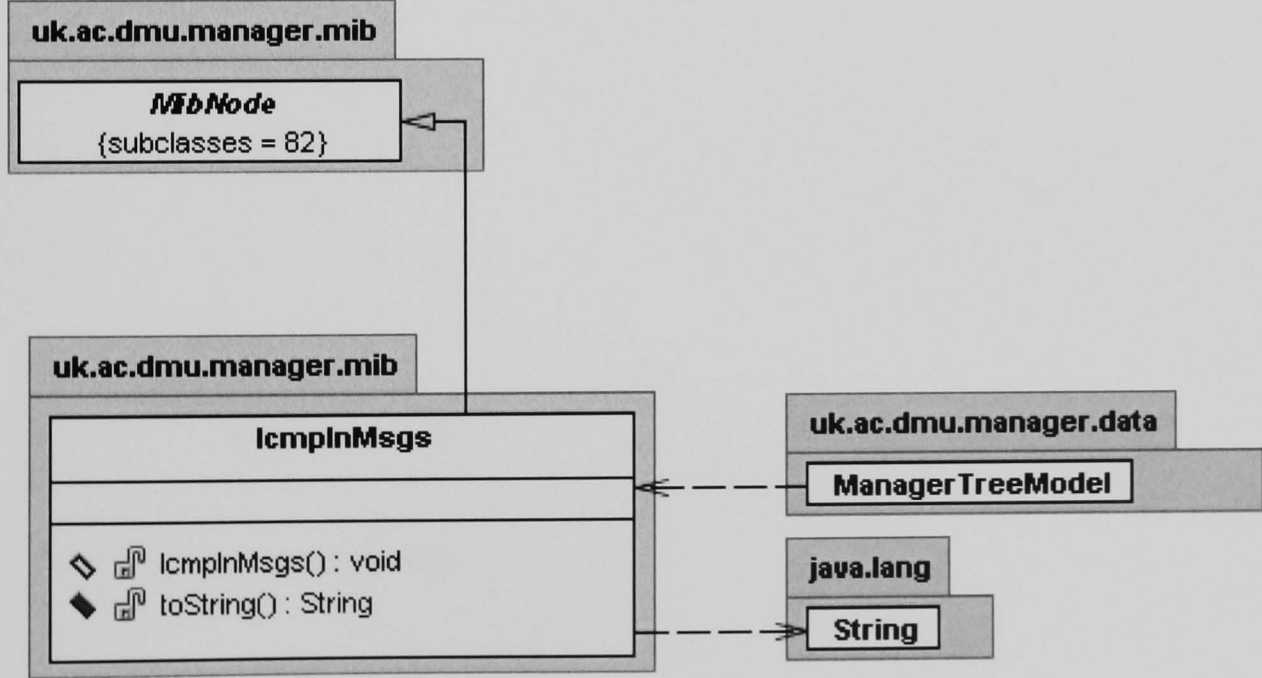 uk.ac.dmu.manager.mib
MibNode
{subclasses = 82}
uk.ac.dmu.manager.mib
IcmpInMsgs
IcmpInMsgs() : void
toString() : String
uk.ac.dmu.manager.data
ManagerTreeModel
java.lang
String